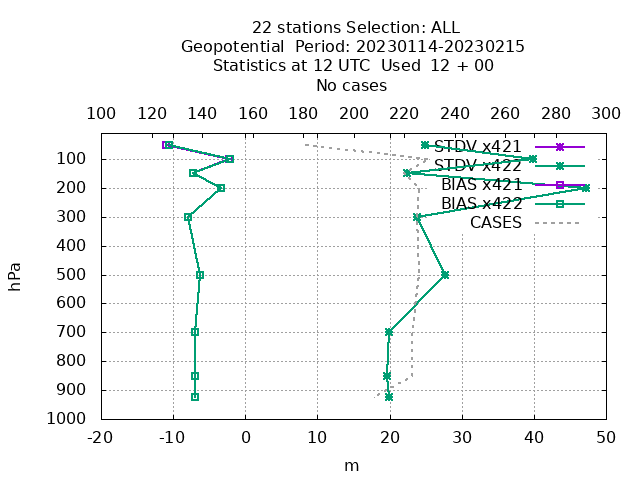 22 stations Selection: ALL
Geopotential  Period: 20230114-20230215
Statistics at 12 UTC  Used  12 + 00
No cases
100 120 140 160 180 200 220 240 260 280 300
STDV x421
STDV x422
BIAS x421
BIAS x422
CASES
hPa
100
200
300
400
500
600
700
800
900
1000
-20 -10 0 10 20 30 40 50
m